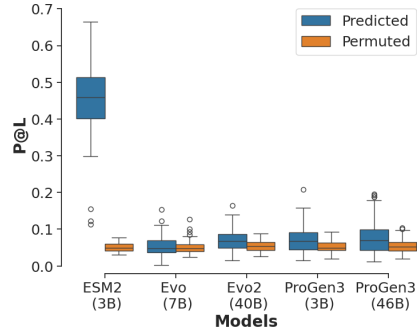 0.7
0.6
0.5
0.4
0.3
0.2
0.1
0.0
P@L
Predicted
Permuted
ESM2 Evo Evo2 ProGen3 ProGen3
(3B) (7B) (40B) (3B) (46B)
Models